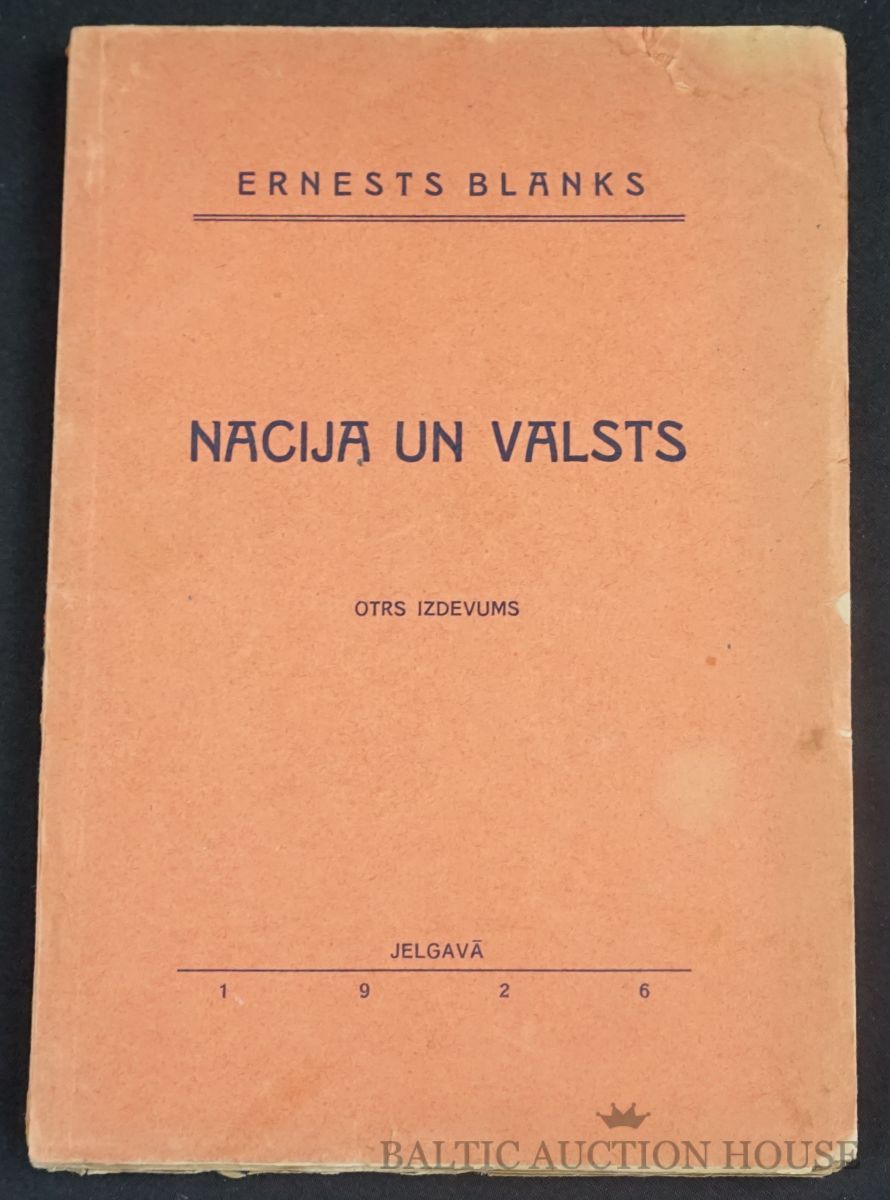 ERNESTS BLANKS
NACIJA UN VALSTS
OTRS IZDEVUMS
JELGAVĀ
1 9 2 6
BALTIC AUCTION HOUSE